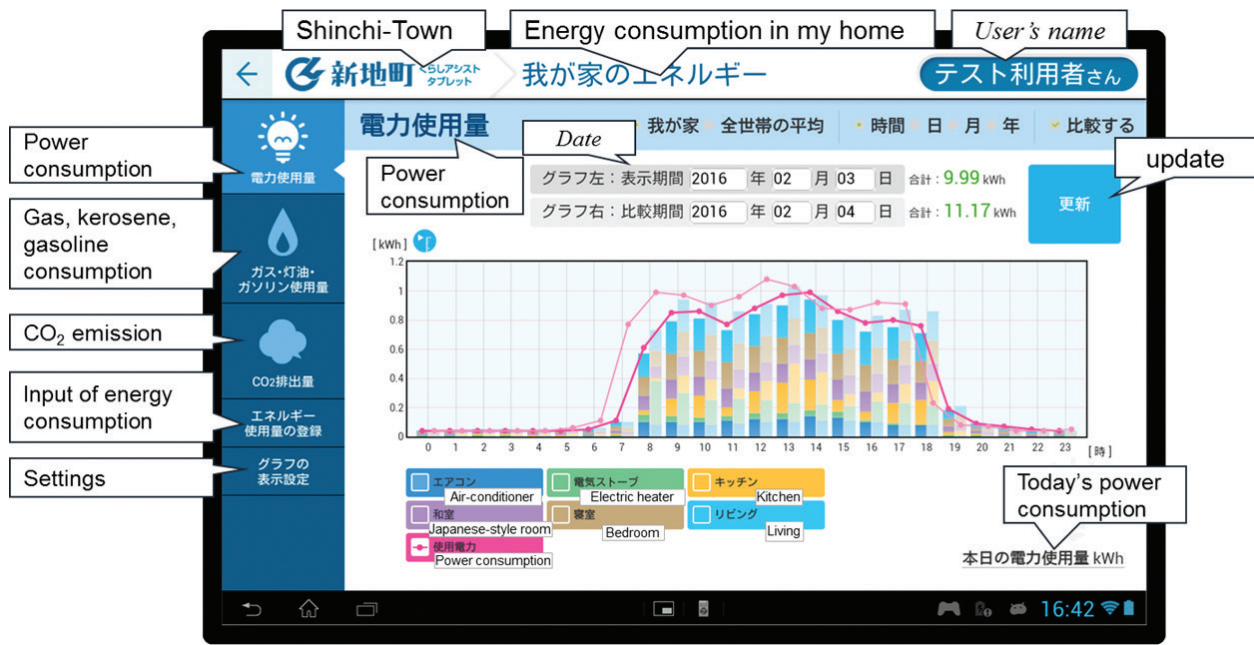 Shinchi-Town
Energy consumption in my home
User's name
新地町 くらしアシスト
タブレット
我が家のエネルギー
テスト利用者さん
Power
consumption
電力使用量
電力使用量
Power
consumption
Date
我が家 全世帯の平均 時間 日 月 年 比較する
グラフ左：表示期間 2016 年 02 月 03 日 合計：9.99 kWh
グラフ右：比較期間 2016 年 02 月 04 日 合計：11.17 kWh
更新
update
Gas, kerosene,
gasoline
consumption
ガス・灯油・
ガソリン使用量
CO₂ emission
CO2排出量
Input of energy
consumption
エネルギー
使用量の登録
Settings
グラフの
表示設定
[kWh]
1.2
1
0.8
0.6
0.4
0.2
0
0 1 2 3 4 5 6 7 8 9 10 11 12 13 14 15 16 17 18 19 20 21 22 23 [時]
エアコン
Air-conditioner
電気ストーブ
Electric heater
キッチン
Kitchen
和室
Japanese-style room
寝室
Bedroom
リビング
Living
使用電力
Power consumption
Today's power
consumption
本日の電力使用量 kWh
16:42